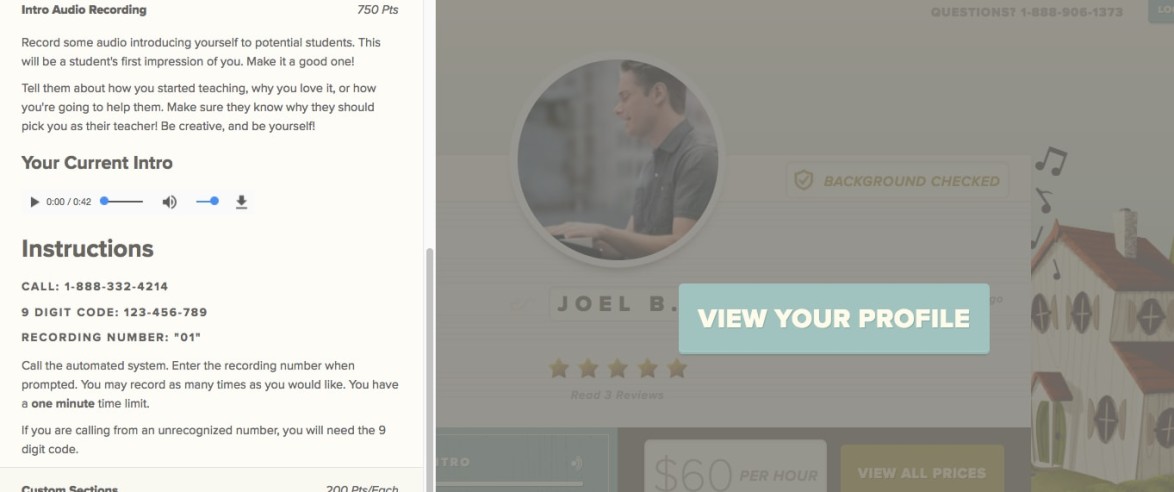 Intro Audio Recording 750 Pts
Record some audio introducing yourself to potential students. This
will be a student's first impression of you. Make it a good one!
Tell them about how you started teaching, why you love it, or how
you're going to help them. Make sure they know why they should
pick you as their teacher! Be creative, and be yourself!
Your Current Intro
0:00 / 0:42
Instructions
CALL: 1-888-332-4214
9 DIGIT CODE: 123-456-789
RECORDING NUMBER: "01"
Call the automated system. Enter the recording number when
prompted. You may record as many times as you would like. You have
a one minute time limit.
If you are calling from an unrecognized number, you will need the 9
digit code.
Custom Sections 200 Pts/Each
QUESTIONS? 1-888-906-1373
BACKGROUND CHECKED
JOEL B.
VIEW YOUR PROFILE
Read 3 Reviews
$60 PER HOUR
VIEW ALL PRICES